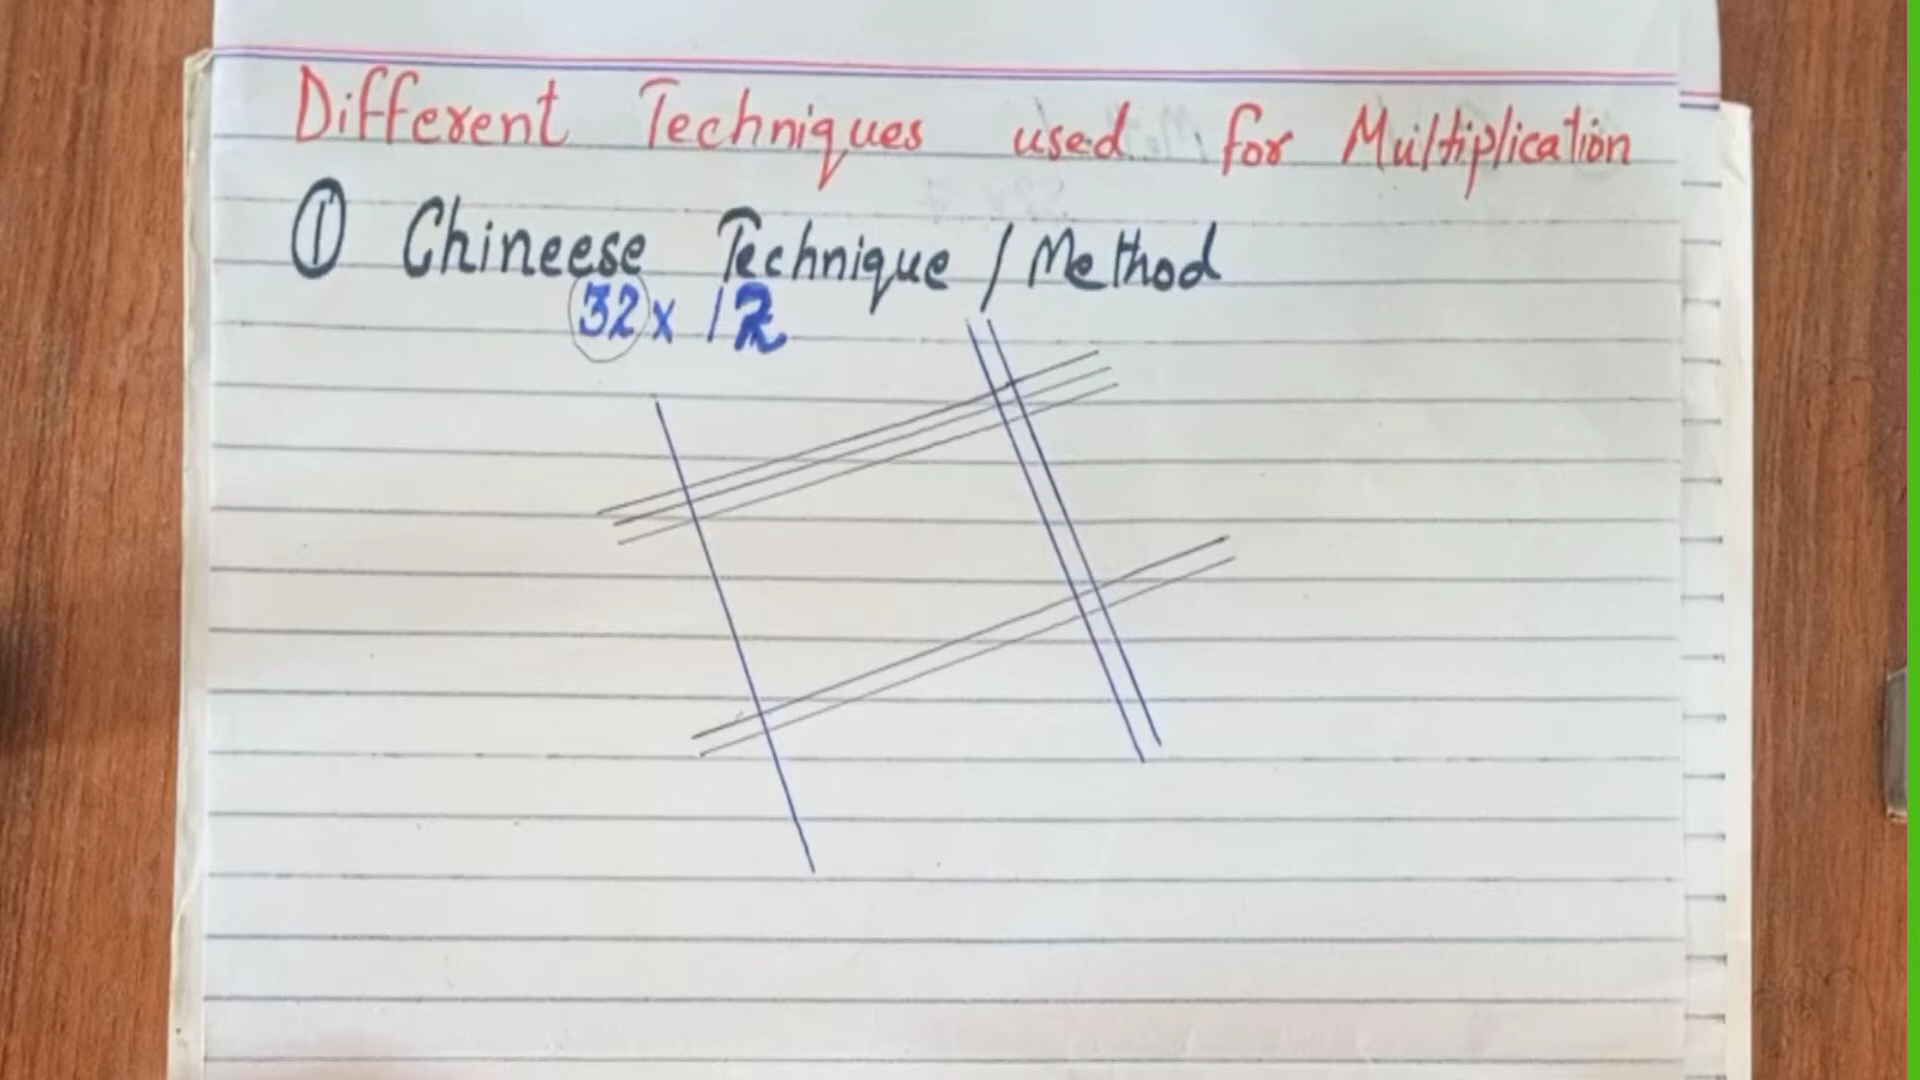 Different Techniques used for Multiplication
① Chineese Technique / Method
32 x 12